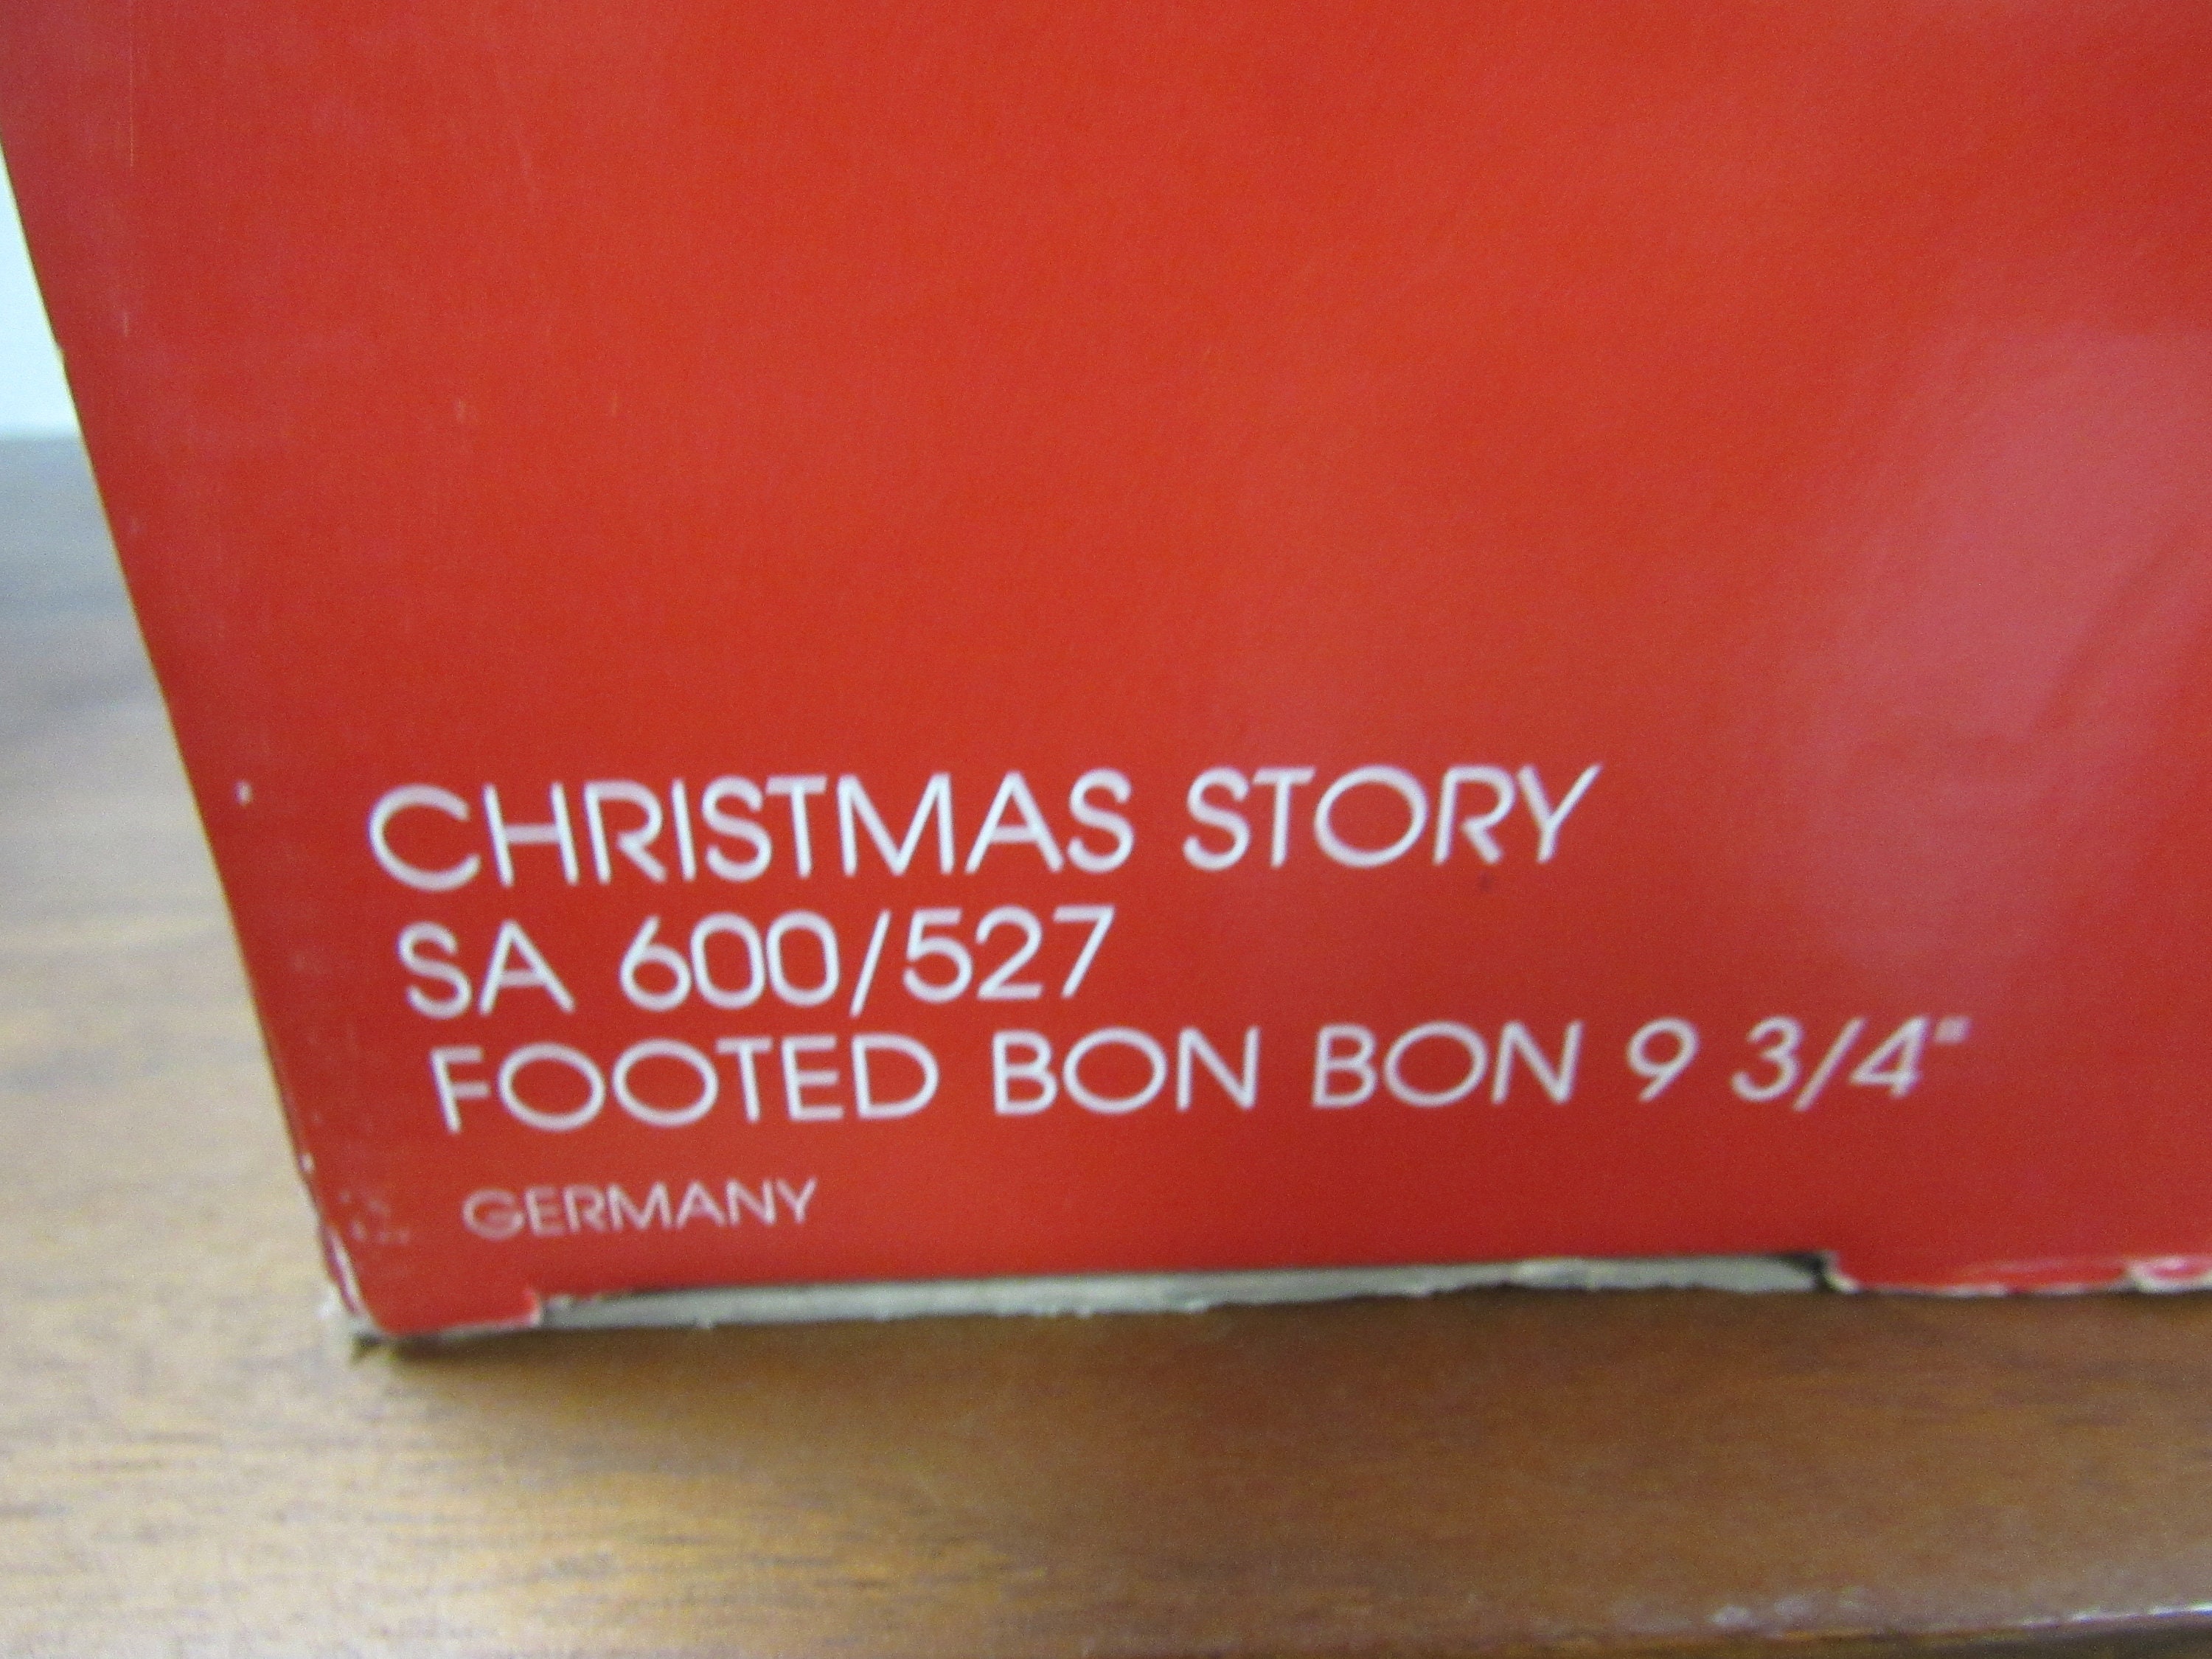 CHRISTMAS STORY
SA 600/527
FOOTED BON BON 9 3/4"
GERMANY